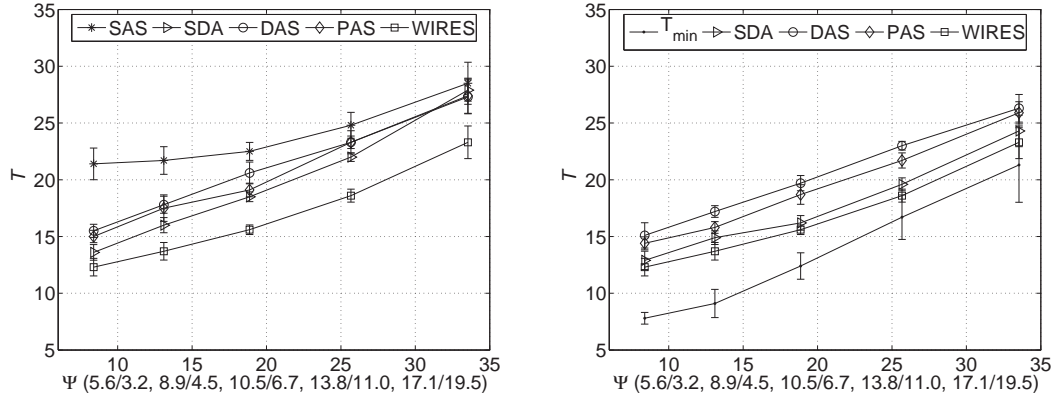 SAS SDA DAS PAS WIRES
35
30
25
20
15
10
5
T
10 15 20 25 30 35
Ψ (5.6/3.2, 8.9/4.5, 10.5/6.7, 13.8/11.0, 17.1/19.5)
Tmin SDA DAS PAS WIRES
35
30
25
20
15
10
5
T
10 15 20 25 30 35
Ψ (5.6/3.2, 8.9/4.5, 10.5/6.7, 13.8/11.0, 17.1/19.5)